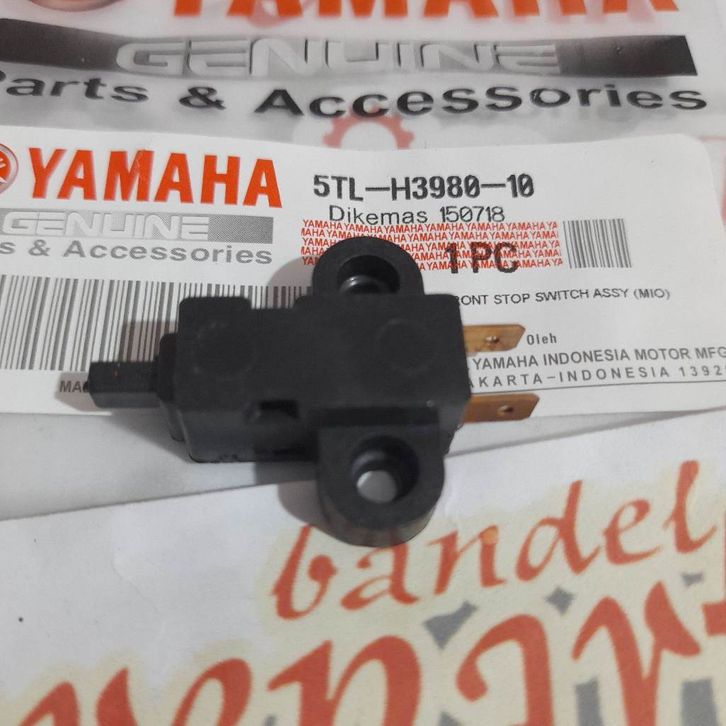 YAMAHA
GENUINE
Parts & Accessories
YAMAHA
GENUINE
s & Accessories
5TL-H3980-10
Dikemas 150718
1 PC
RONT STOP SWITCH ASSY (MIO)
Oleh
YAMAHA INDONESIA MOTOR MFG
AKARTA-INDONESIA 1392
bandel